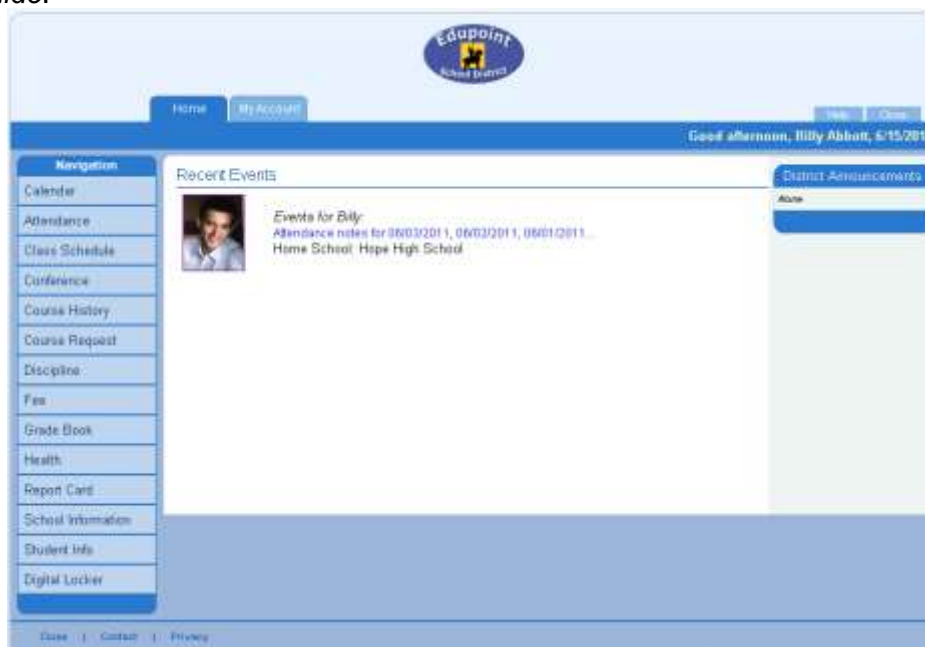 Edupoint
School District
Home
My Account
Help
Close
Good afternoon, Billy Abbott, 6/15/201
Navigation
Calendar
Attendance
Class Schedule
Conference
Course History
Course Request
Discipline
Fee
Grade Book
Health
Report Card
School Information
Student Info
Digital Locker
Recent Events
Events for Billy:
Attendance notes for 06/03/2011, 06/02/2011, 06/01/2011...
Home School: Hope High School
District Announcements
None
Close | Contact | Privacy